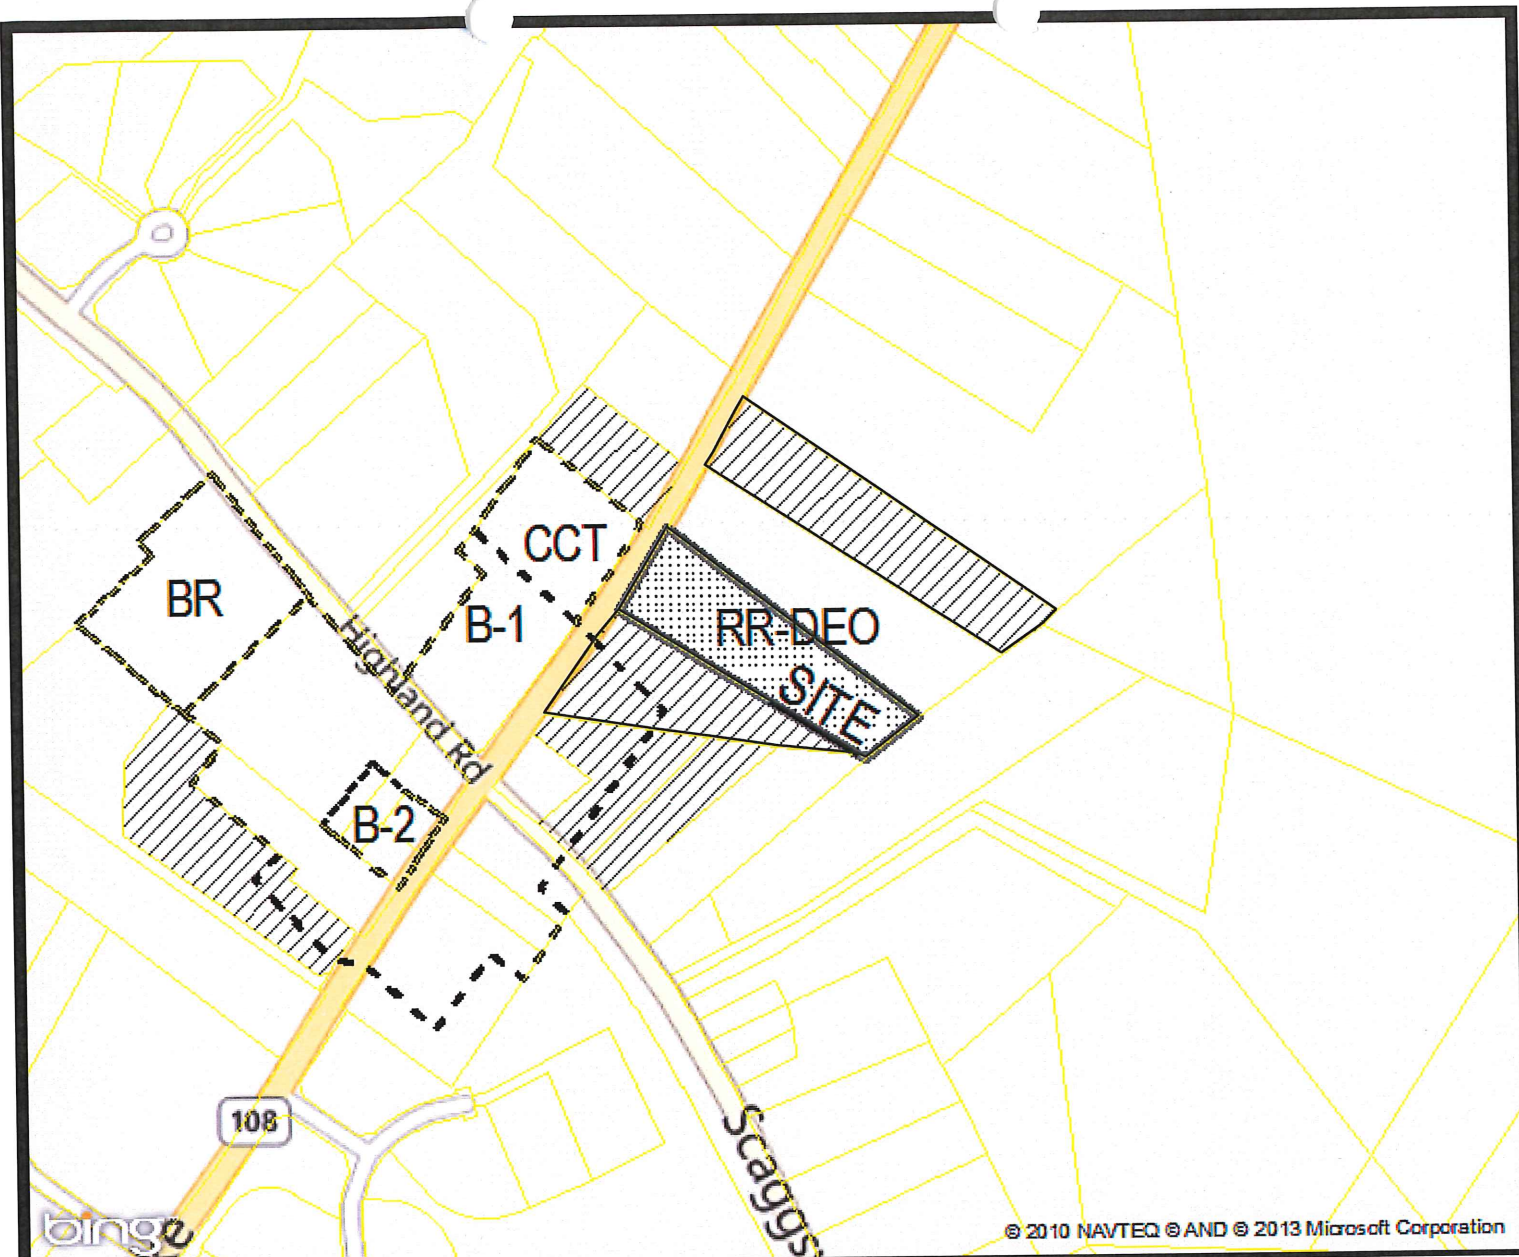 CCT
BR
B-1
RR-DEO
SITE
Highland Rd
B-2
108
Scaggs
bing
e
© 2010 NAVTEQ © AND © 2013 Microsoft Corporation